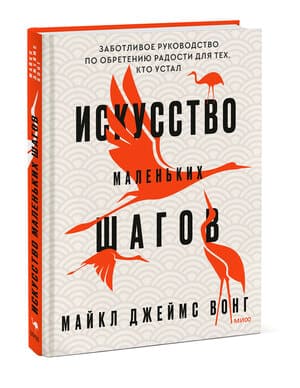 ЗАБОТЛИВОЕ РУКОВОДСТВО
ПО ОБРЕТЕНИЮ РАДОСТИ ДЛЯ ТЕХ,
КТО УСТАЛ
ИСКУССТВО
МАЛЕНЬКИХ
ШАГОВ
МАЙКЛ ДЖЕЙМС ВОНГ
МИФ
ИСКУССТВО МАЛЕНЬКИХ ШАГОВ